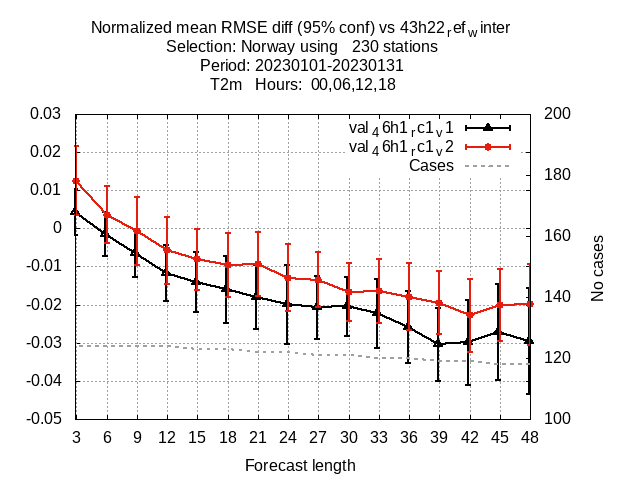 Normalized mean RMSE diff (95% conf) vs 43h22refwinter
Selection: Norway using   230 stations
Period: 20230101-20230131
T2m   Hours:  00,06,12,18
0.03
0.02
0.01
0
-0.01
-0.02
-0.03
-0.04
-0.05
200
180
160
140
120
100
No cases
val46h1rc1v1
val46h1rc1v2
Cases
3 6 9 12 15 18 21 24 27 30 33 36 39 42 45 48
Forecast length